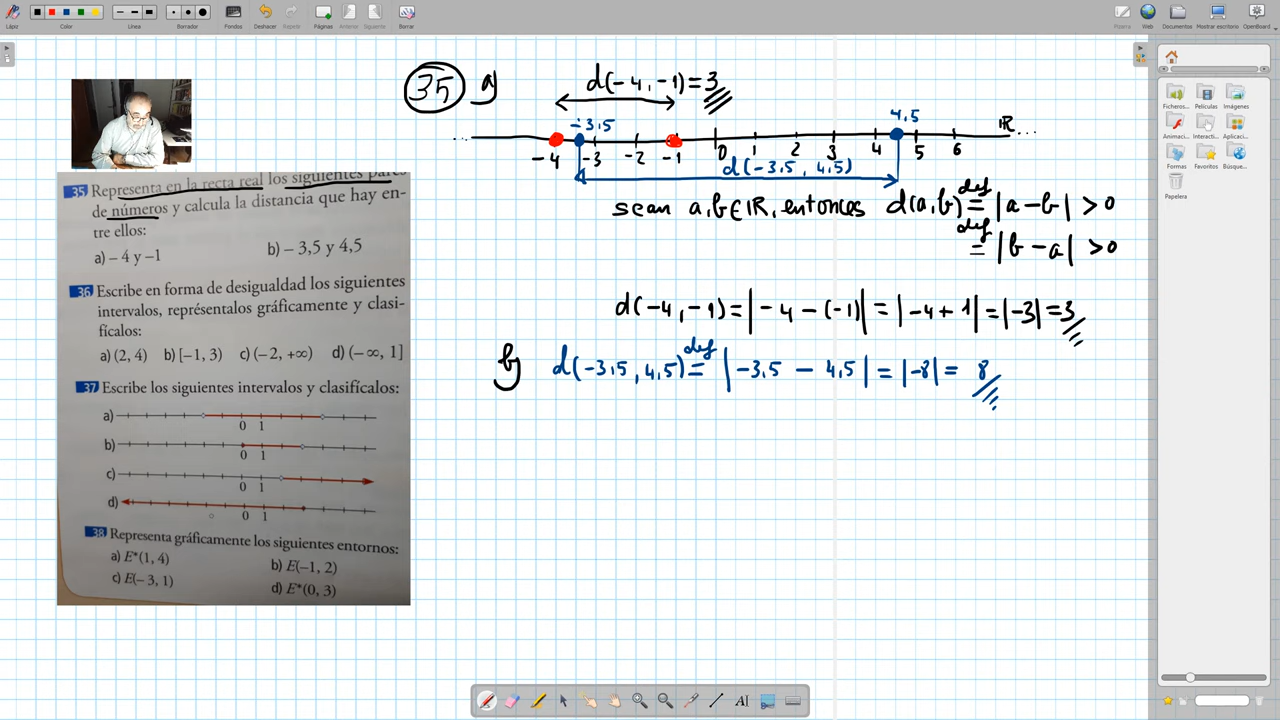 Lápiz Color Línea Borrador Fondos Deshacer Repetir Páginas Anterior Siguiente Borrar Pizarra Web Documentos Mostrar escritorio OpenBoard
35 a) d(-4,-1)=3
-3,5 4,5 ℝ
... -4 -3 -2 -1 0 1 2 3 4 5 6 ...
d(-3,5, 4,5)
sean a,b∈ℝ, entonces d(a,b) def= |a-b| > 0
def= |b-a| > 0
d(-4,-1) = |-4-(-1)| = |-4+1| = |-3| = 3
b) d(-3,5, 4,5) def= |-3,5 - 4,5| = |-8| = 8
35 Representa en la recta real los siguientes pares
de números y calcula la distancia que hay en-
tre ellos:
a) – 4 y –1 b) – 3,5 y 4,5
36 Escribe en forma de desigualdad los siguientes
intervalos, represéntalos gráficamente y clasi-
fícalos:
a) (2, 4) b) [–1, 3) c) (–2, +∞) d) (–∞, 1]
37 Escribe los siguientes intervalos y clasifícalos:
a) 0 1
b) 0 1
c) 0 1
d) 0 1
38 Representa gráficamente los siguientes entornos:
a) E*(1, 4) b) E(–1, 2)
c) E(– 3, 1) d) E*(0, 3)
Ficheros... Películas Imágenes
Animaci... Interacti... Aplicaci...
Formas Favoritos Búsque...
Papelera